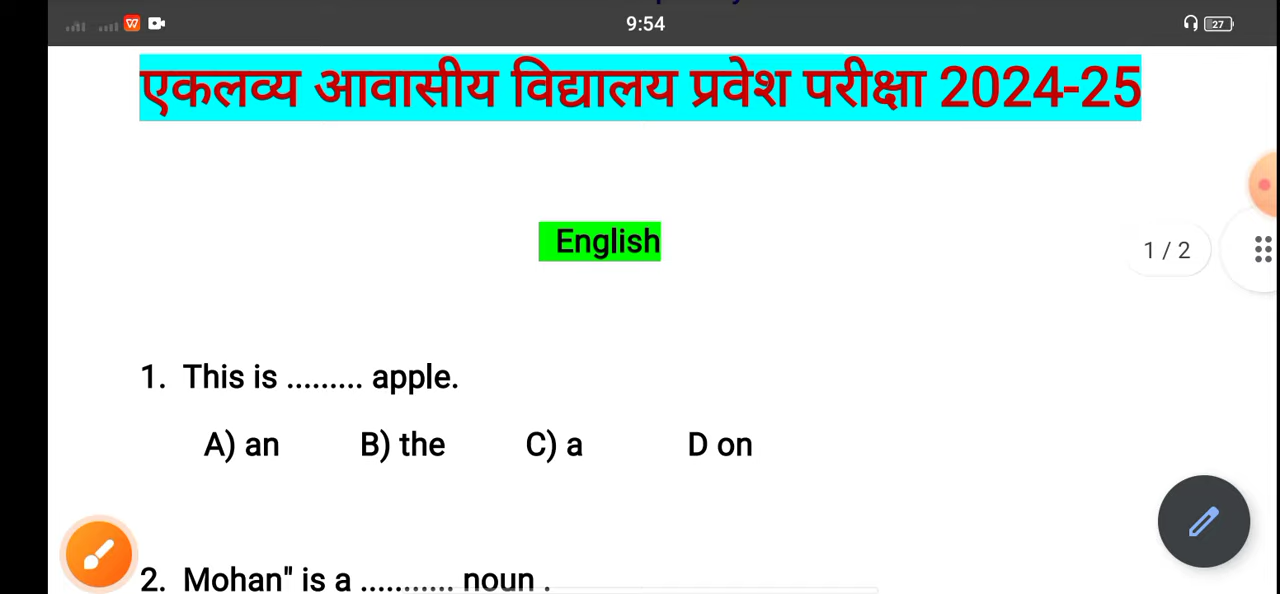 9:54
27
एकलव्य आवासीय विद्यालय प्रवेश परीक्षा 2024-25
English
1 / 2
1. This is ......... apple.
A) an B) the C) a D on
2. Mohan" is a ........... noun .